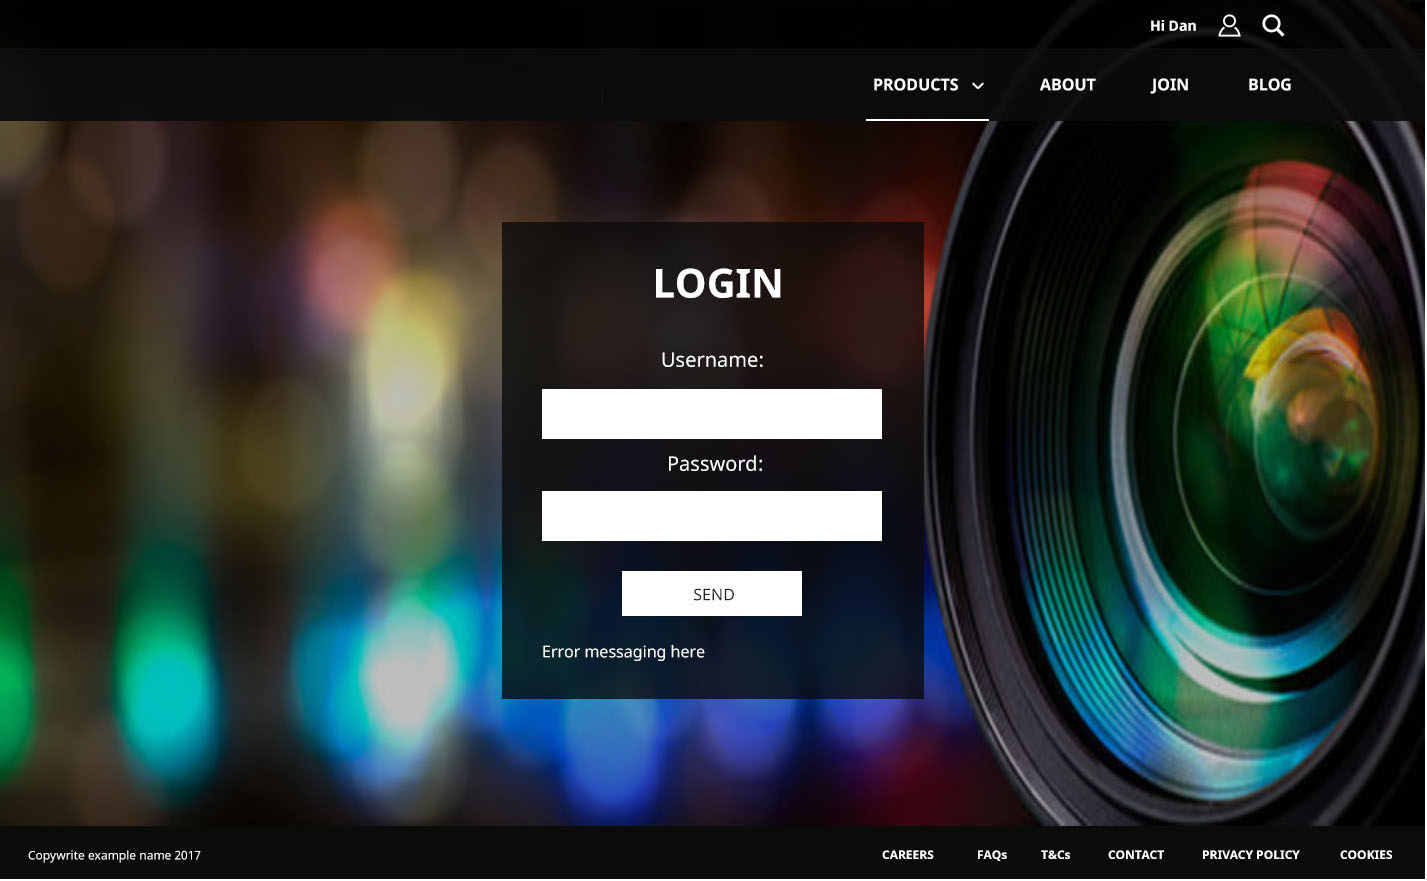 Hi Dan
PRODUCTS ABOUT JOIN BLOG
LOGIN
Username:
Password:
SEND
Error messaging here
Copywrite example name 2017 CAREERS FAQs T&Cs CONTACT PRIVACY POLICY COOKIES